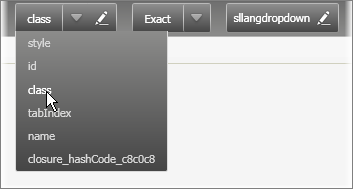 class Exact sllangdropdown
style
id
class
tabIndex
name
closure_hashCode_c8c0c8